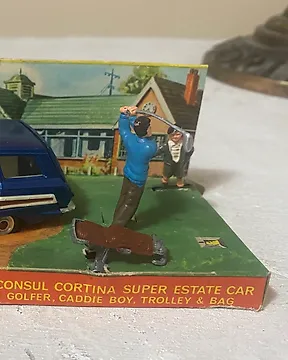 CONSUL CORTINA SUPER ESTATE CAR
GOLFER, CADDIE BOY, TROLLEY & BAG